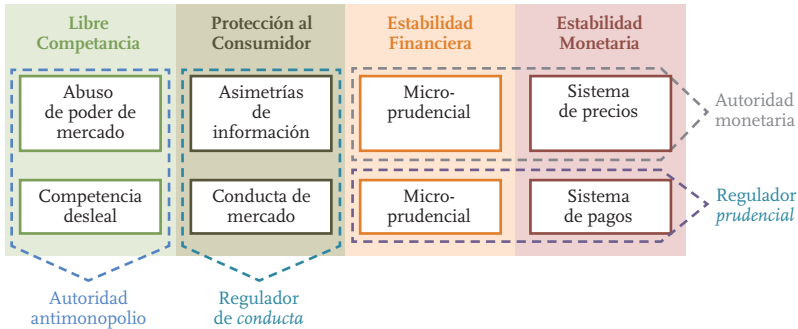 Libre
Competancia
Protección al
Consumidor
Estabilidad
Financiera
Estabilidad
Monetaria
Abuso
de poder de
mercado
Asimetrías
de
información
Micro-
prudencial
Sistema
de precios
Autoridad
monetaria
Competencia
desleal
Conducta de
mercado
Micro-
prudencial
Sistema
de pagos
Regulador
prudencial
Autoridad
antimonopolio
Regulador
de conducta